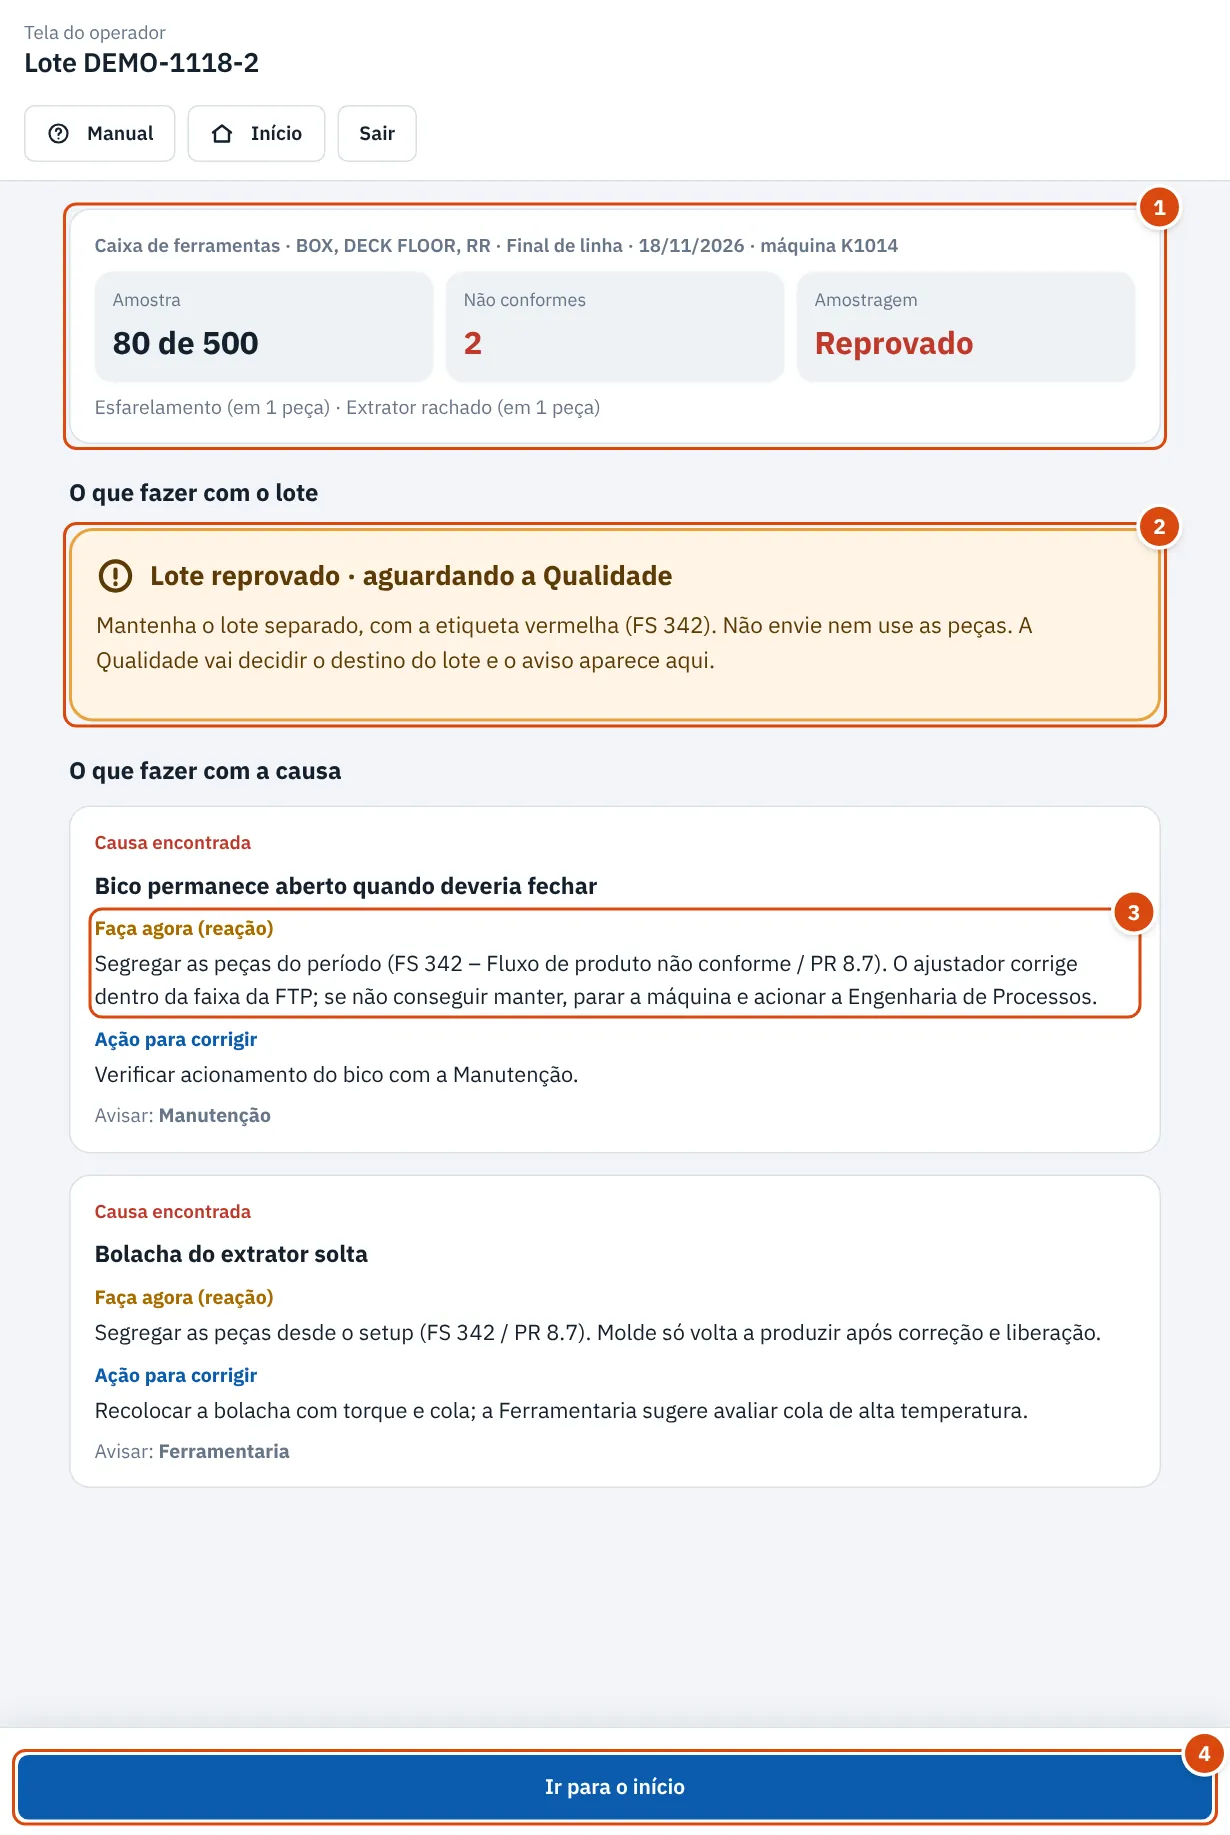 Tela do operador
Lote DEMO-1118-2
Manual
Início
Sair
1
Caixa de ferramentas · BOX, DECK FLOOR, RR · Final de linha · 18/11/2026 · máquina K1014
Amostra
80 de 500
Não conformes
2
Amostragem
Reprovado
Esfarelamento (em 1 peça) · Extrator rachado (em 1 peça)
O que fazer com o lote
2
Lote reprovado · aguardando a Qualidade
Mantenha o lote separado, com a etiqueta vermelha (FS 342). Não envie nem use as peças. A
Qualidade vai decidir o destino do lote e o aviso aparece aqui.
O que fazer com a causa
Causa encontrada
Bico permanece aberto quando deveria fechar
3
Faça agora (reação)
Segregar as peças do período (FS 342 – Fluxo de produto não conforme / PR 8.7). O ajustador corrige
dentro da faixa da FTP; se não conseguir manter, parar a máquina e acionar a Engenharia de Processos.
Ação para corrigir
Verificar acionamento do bico com a Manutenção.
Avisar: Manutenção
Causa encontrada
Bolacha do extrator solta
Faça agora (reação)
Segregar as peças desde o setup (FS 342 / PR 8.7). Molde só volta a produzir após correção e liberação.
Ação para corrigir
Recolocar a bolacha com torque e cola; a Ferramentaria sugere avaliar cola de alta temperatura.
Avisar: Ferramentaria
4
Ir para o início